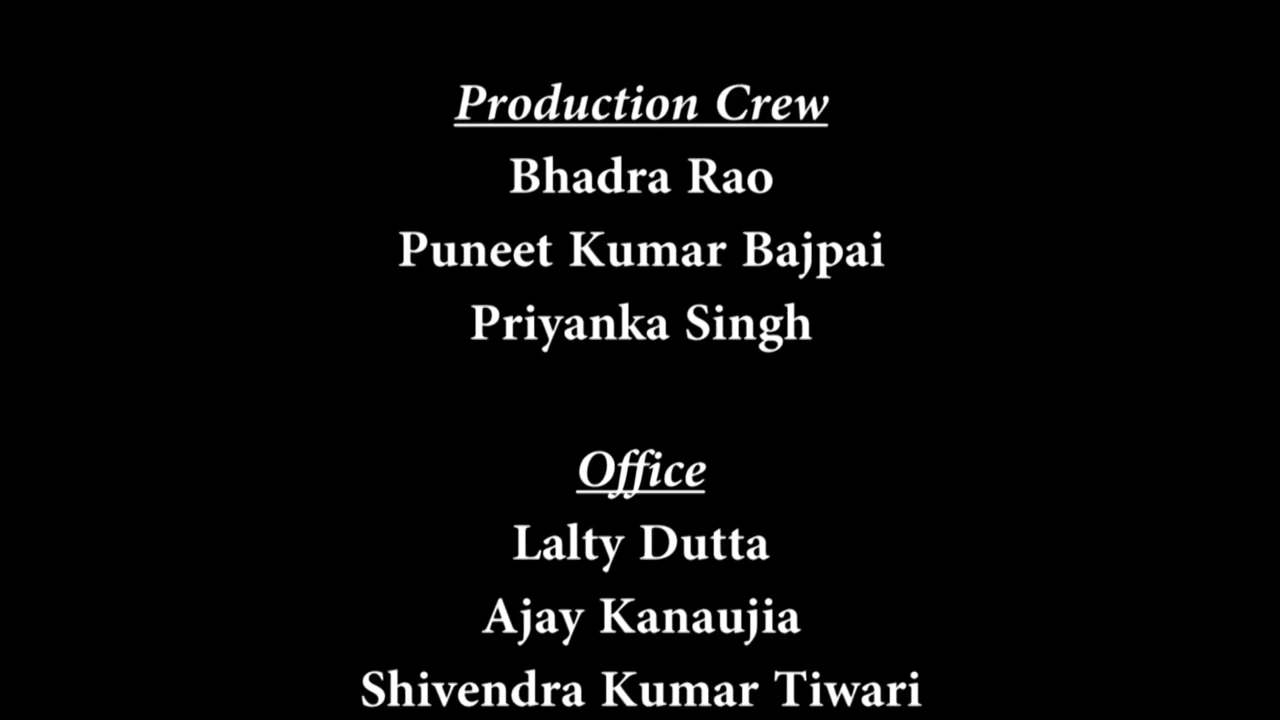 Production Crew
Bhadra Rao
Puneet Kumar Bajpai
Priyanka Singh
Office
Lalty Dutta
Ajay Kanaujia
Shivendra Kumar Tiwari